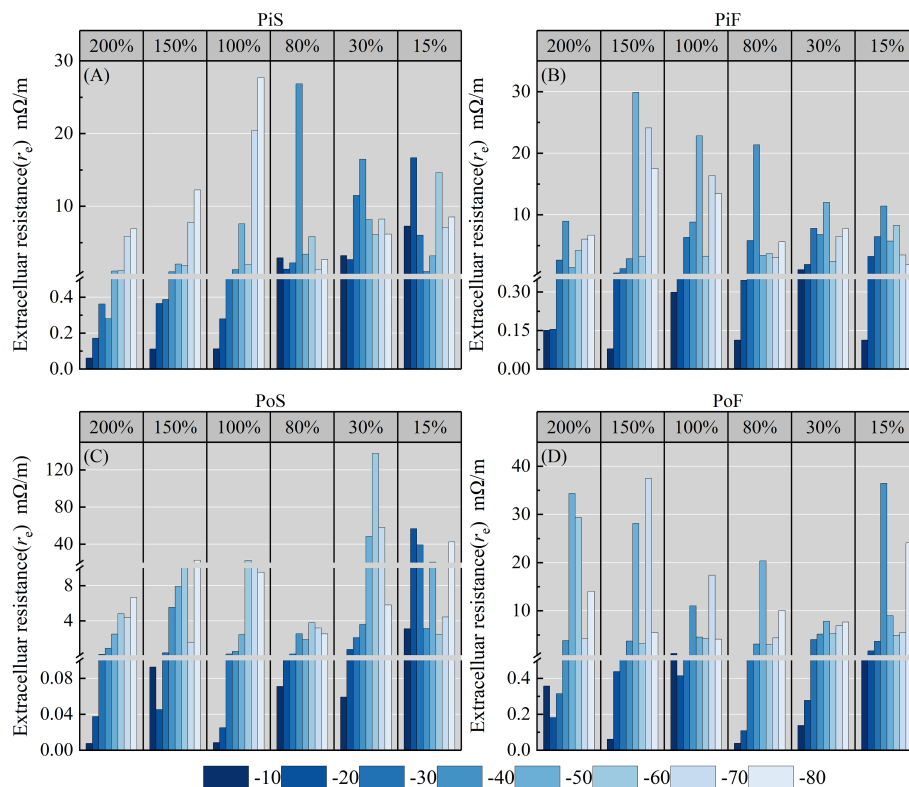 PiS
PiF
200% 150% 100% 80% 30% 15%
200% 150% 100% 80% 30% 15%
(A)
(B)
30
20
10
0.4
0.2
0.0
Extracelluar resistance(re) mΩ/m
30
20
10
0.30
0.15
0.00
Extracelluar resistance(re) mΩ/m
PoS
PoF
200% 150% 100% 80% 30% 15%
200% 150% 100% 80% 30% 15%
(C)
(D)
120
80
40
8
4
0.08
0.04
0.00
Extracelluar resistance(re) mΩ/m)
40
30
20
10
0.4
0.2
0.0
Extracelluar resistance(re) mΩ/m
-10 -20 -30 -40 -50 -60 -70 -80